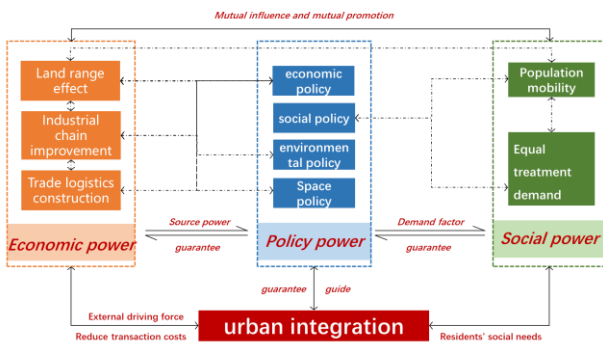 Mutual influence and mutual promotion
Land range
effect
Industrial
chain
improvement
Trade logistics
construction
Economic power
Source power
guarantee
economic
policy
social policy
environmen
tal policy
Space
policy
Policy power
Demand factor
guarantee
Population
mobility
Equal
treatment
demand
Social power
guarantee guide
External driving force
Reduce transaction costs
urban integration
Residents' social needs